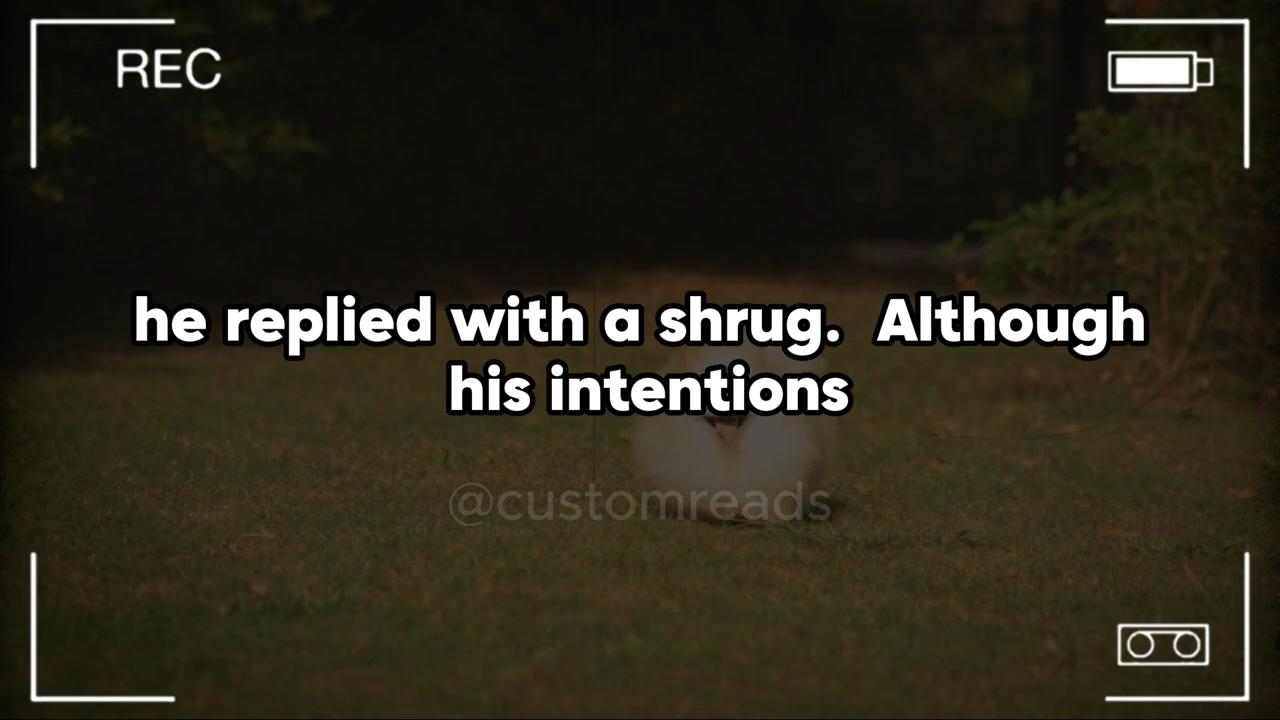 REC
he replied with a shrug.  Although
his intentions
@customreads